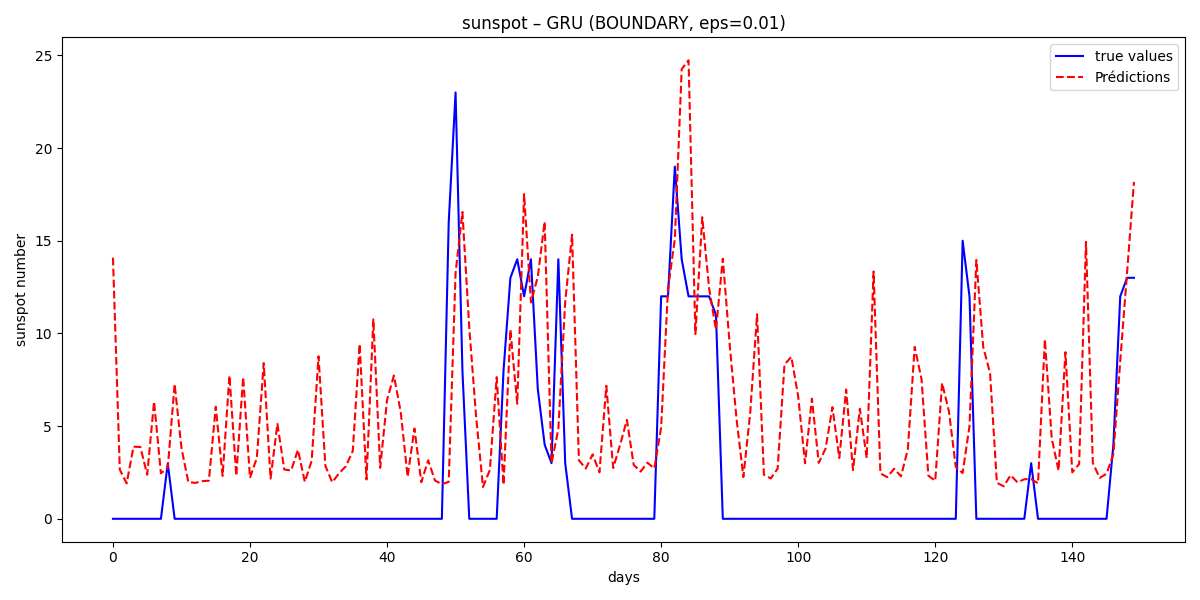 sunspot – GRU (BOUNDARY, eps=0.01)
true values
Prédictions
sunspot number
25
20
15
10
5
0
0 20 40 60 80 100 120 140
days